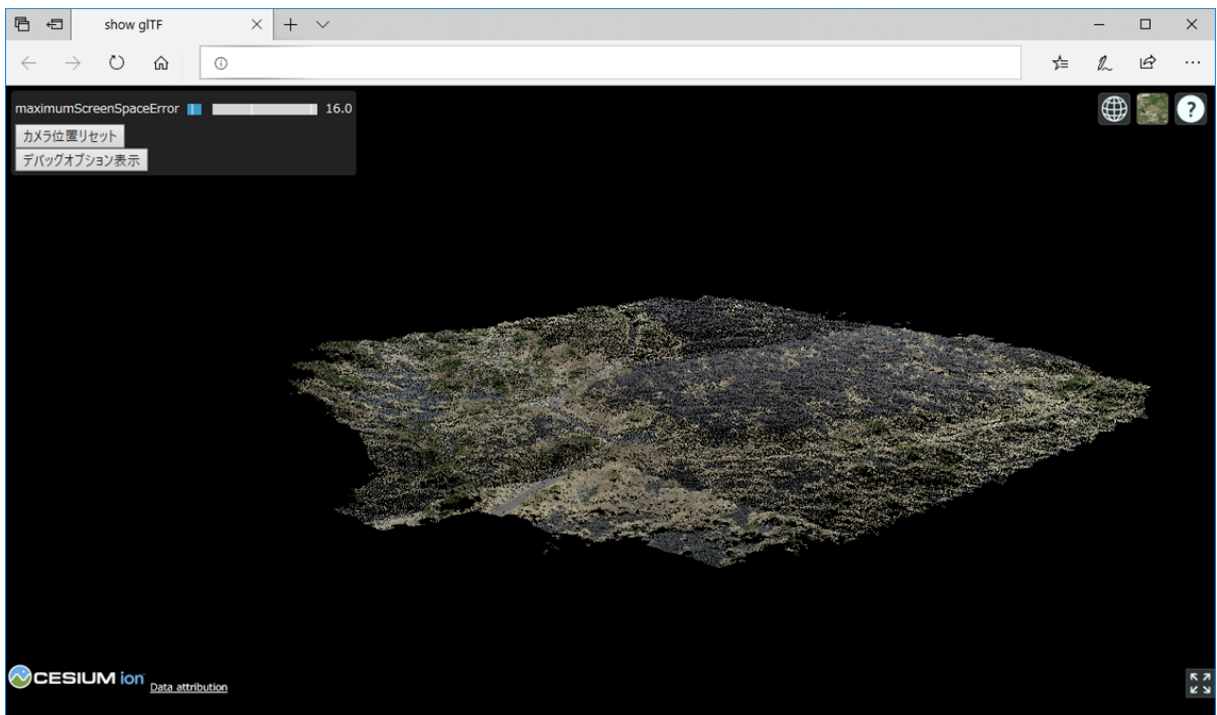 show glTF
maximumScreenSpaceError 16.0
カメラ位置リセット
デバッグオプション表示
?
CESIUM ion
Data attribution